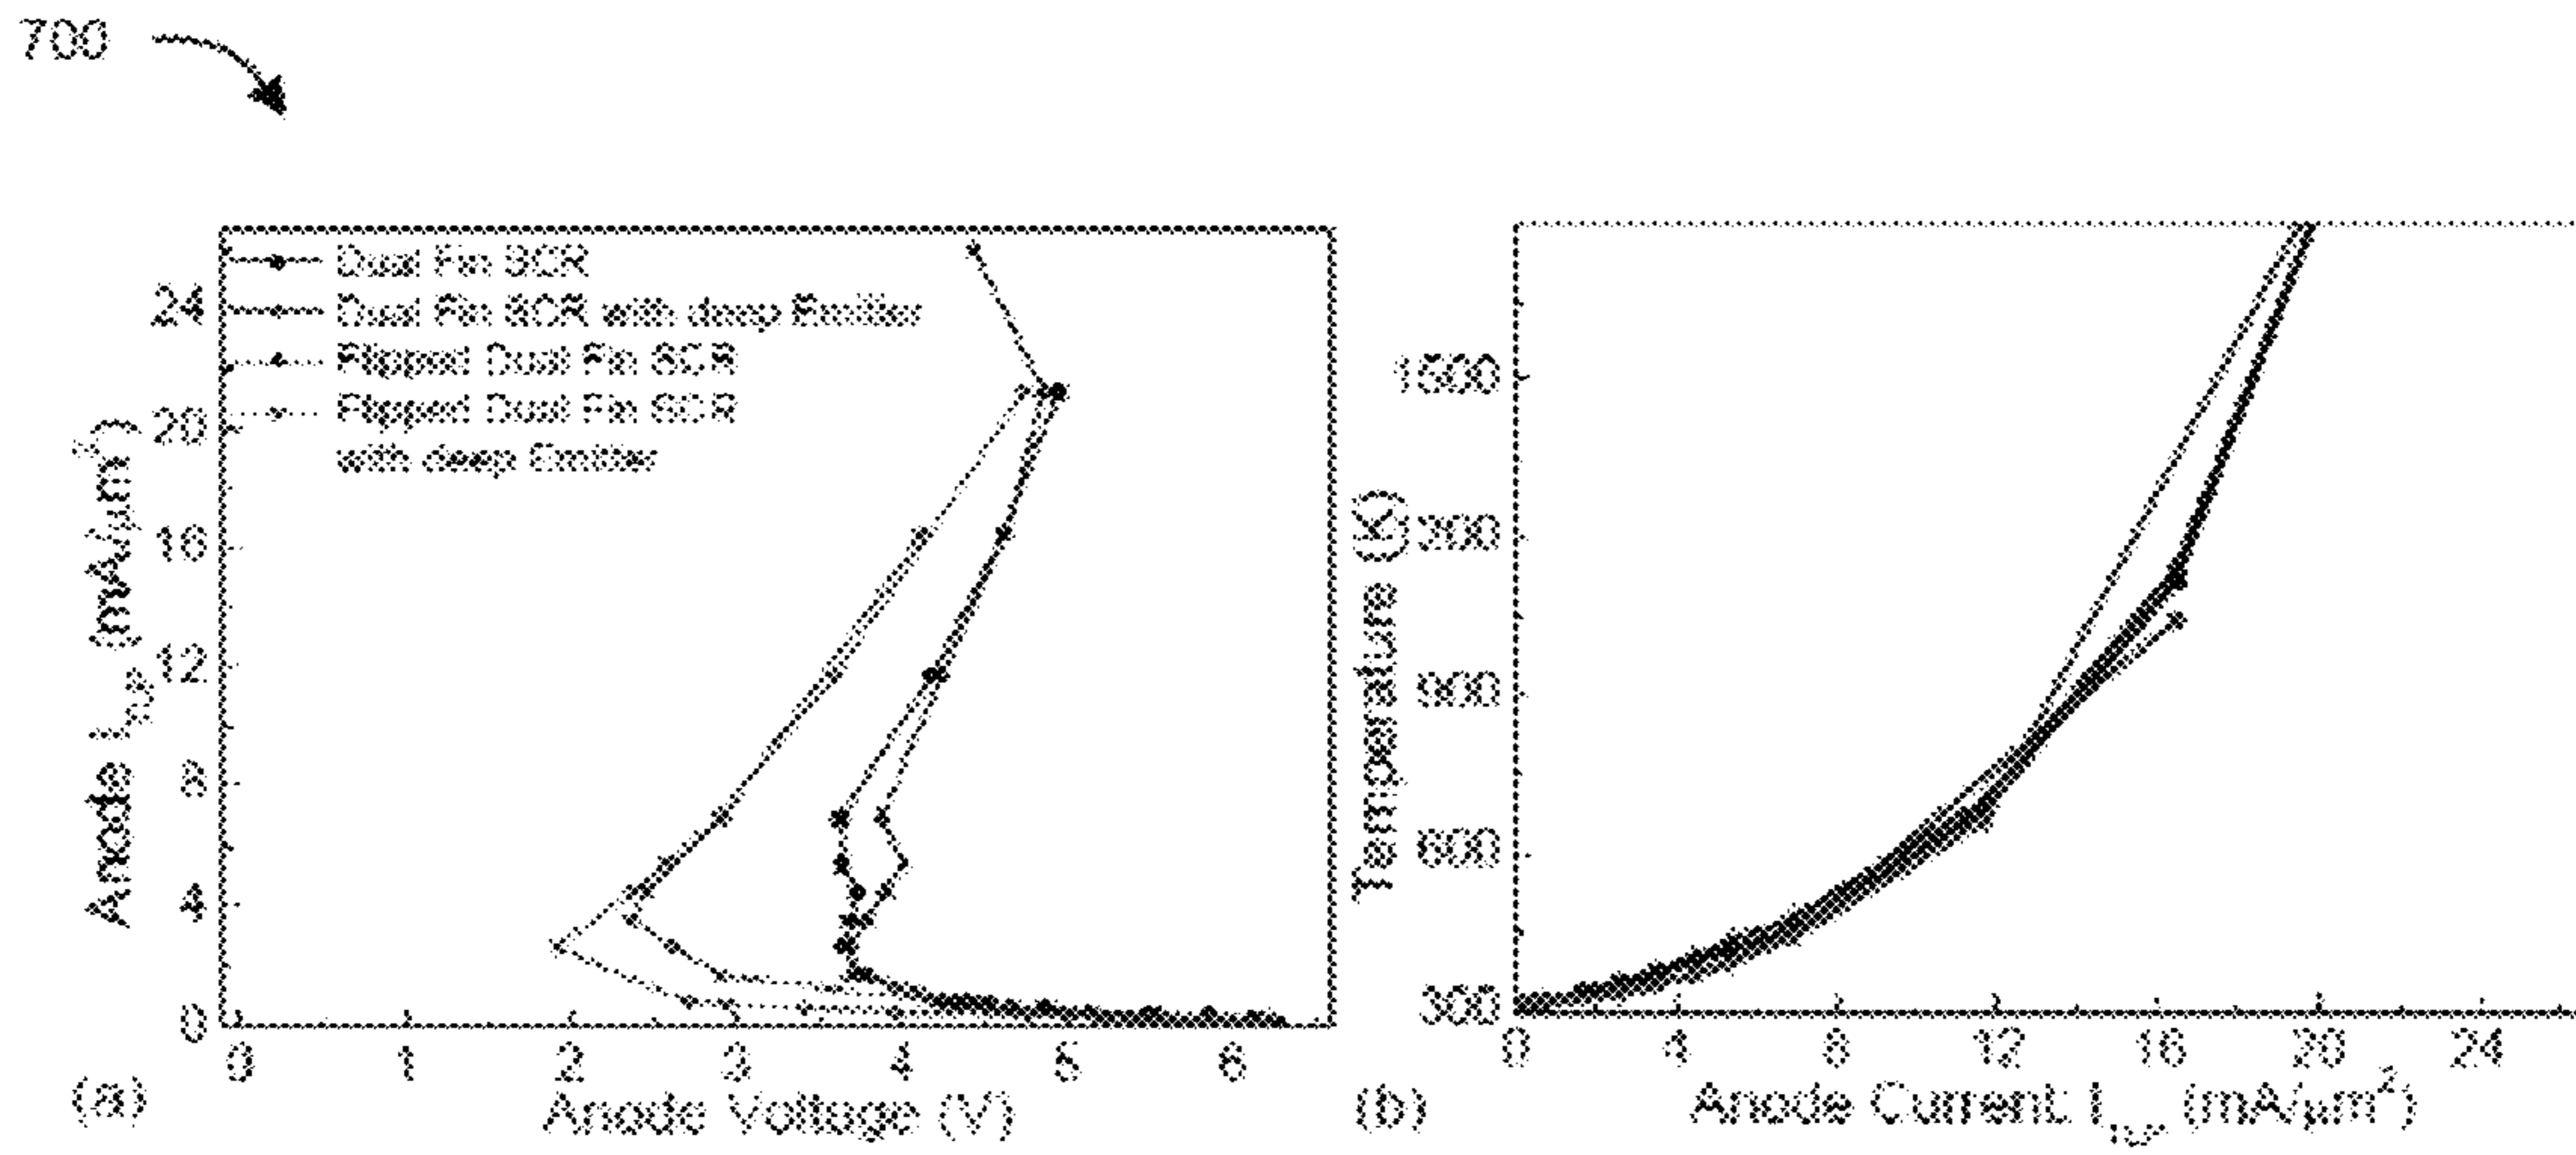 700
Dual Fin SCR
Dual Fin SCR with deep Emitter
Flipped Dual Fin SCR
Flipped Dual Fin SCR
with deep Emitter
24
20
16
12
8
4
0
Anode (mA/μm²)
0 1 2 3 4 5 6
(a) Anode Voltage (V)
1500
900
600
300
Temperature (K)
0 4 8 12 16 20 24
(b) Anode Current (mA/μm²)